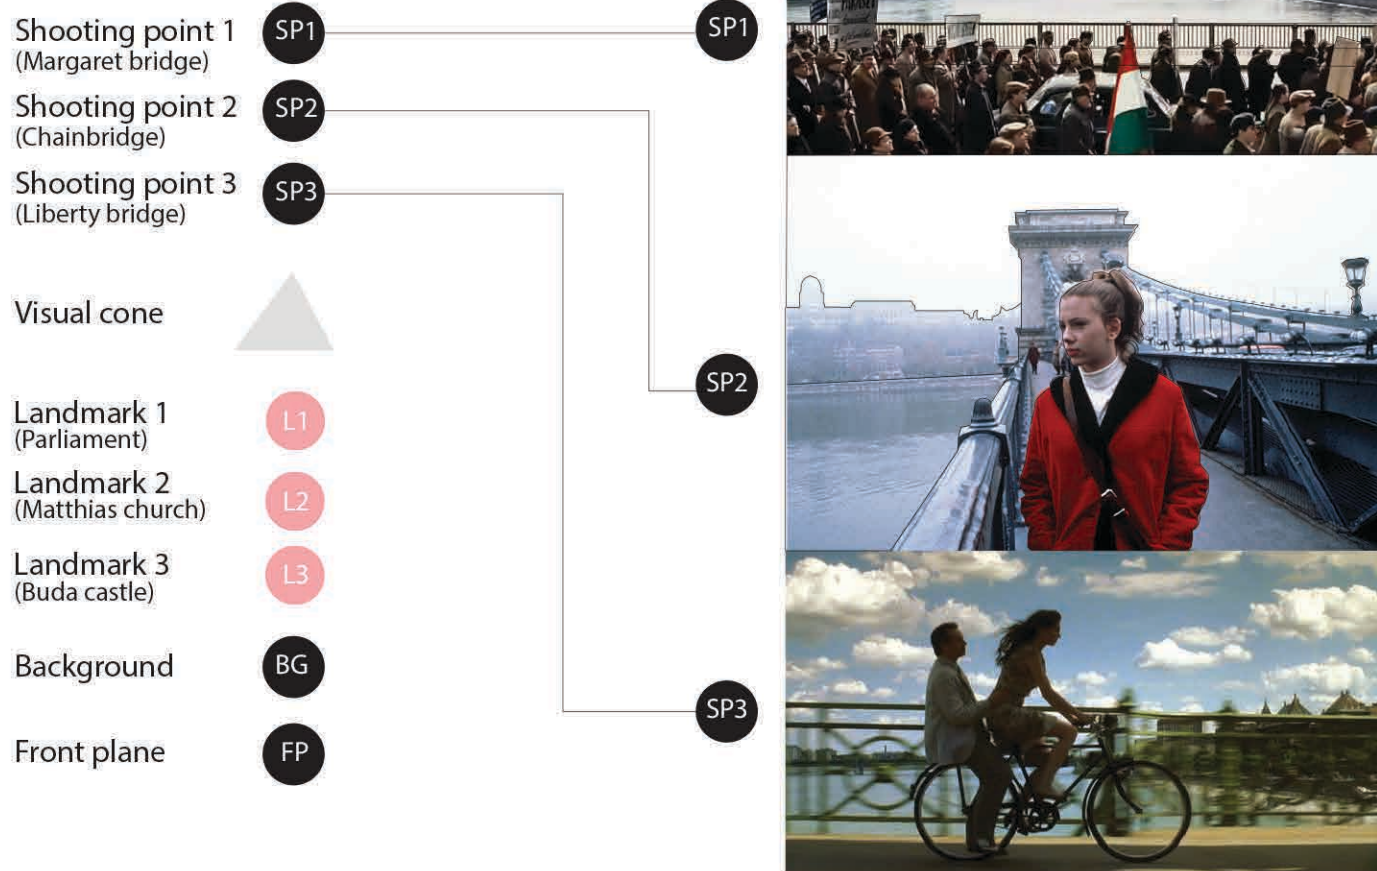 Shooting point 1
(Margaret bridge)
SP1
SP1
Shooting point 2
(Chainbridge)
SP2
Shooting point 3
(Liberty bridge)
SP3
Visual cone
SP2
Landmark 1
(Parliament)
L1
Landmark 2
(Matthias church)
L2
Landmark 3
(Buda castle)
L3
Background
BG
SP3
Front plane
FP